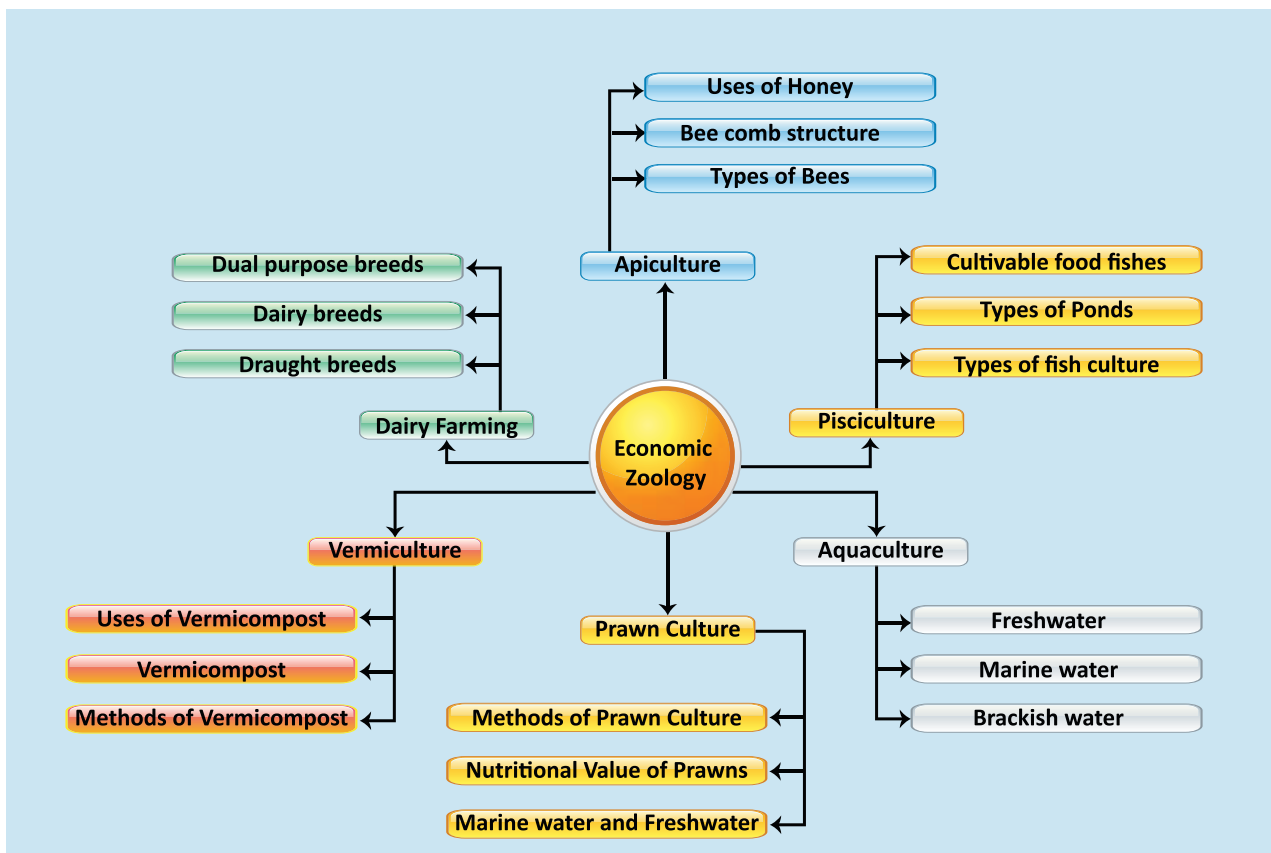 Uses of Honey
Bee comb structure
Types of Bees
Apiculture
Dual purpose breeds
Dairy breeds
Draught breeds
Dairy Farming
Cultivable food fishes
Types of Ponds
Types of fish culture
Pisciculture
Economic
Zoology
Vermiculture
Uses of Vermicompost
Vermicompost
Methods of Vermicompost
Prawn Culture
Methods of Prawn Culture
Nutritional Value of Prawns
Marine water and Freshwater
Aquaculture
Freshwater
Marine water
Brackish water